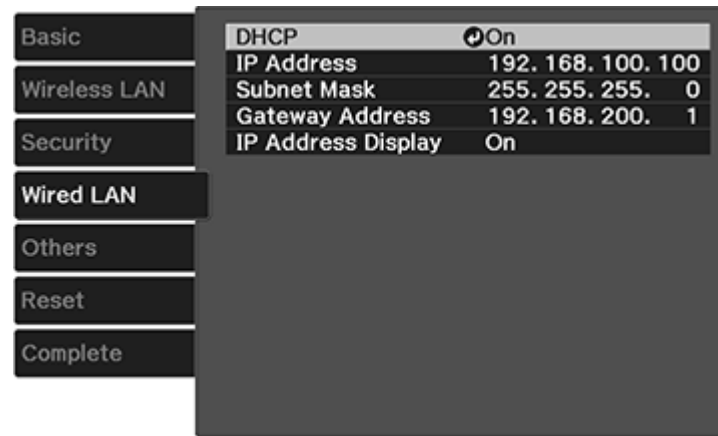 Basic
Wireless LAN
Security
Wired LAN
Others
Reset
Complete
DHCP On
IP Address 192. 168. 100. 100
Subnet Mask 255. 255. 255. 0
Gateway Address 192. 168. 200. 1
IP Address Display On